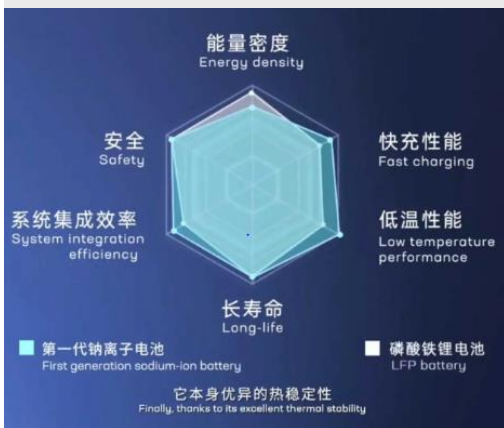 能量密度
Energy density
安全
Safety
快充性能
Fast charging
系统集成效率
System integration
efficiency
低温性能
Low temperature
performance
长寿命
Long-life
第一代钠离子电池
First generation sodium-ion battery
磷酸铁锂电池
LFP battery
它本身优异的热稳定性
Finally, thanks to its excellent thermal stability